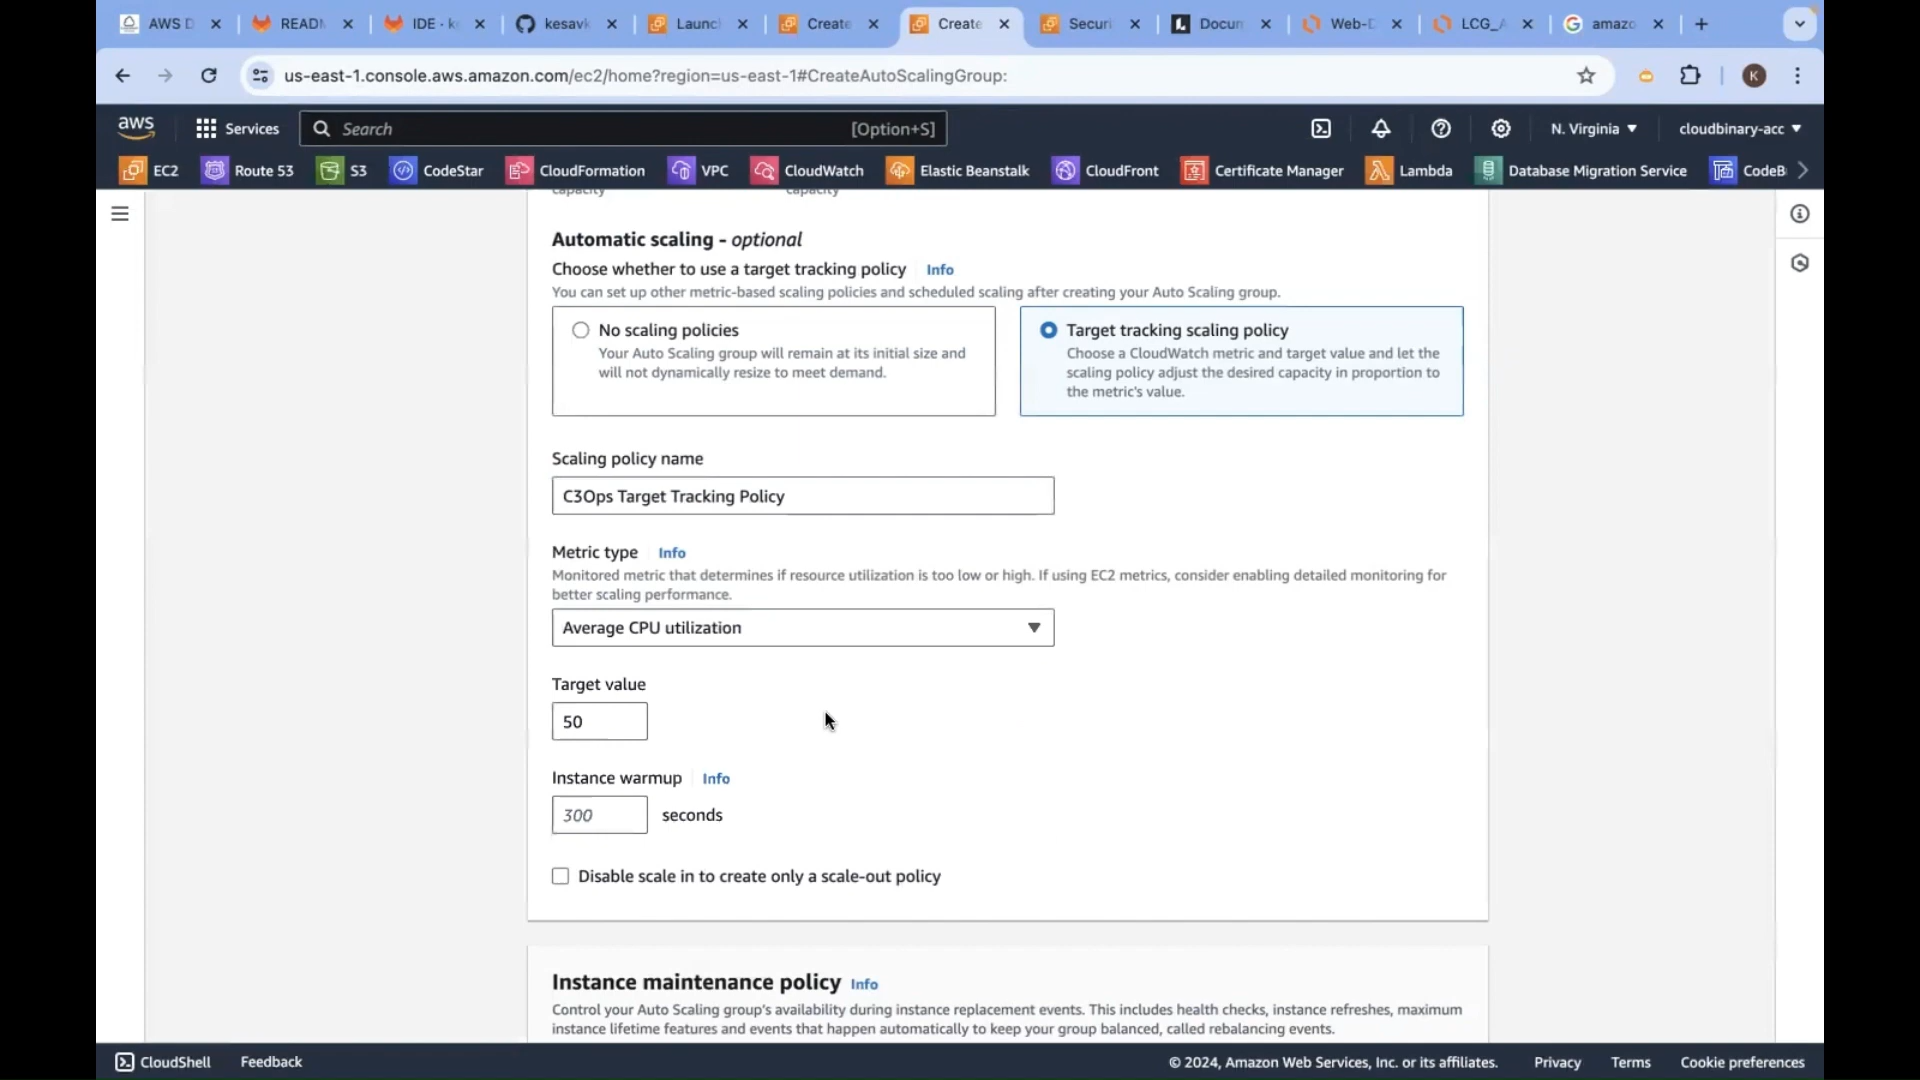 AWS D
READM
IDE · k
kesavk
Launc
Create
Create
Securi
Docum
Web-D
LCG_A
amazo
us-east-1.console.aws.amazon.com/ec2/home?region=us-east-1#CreateAutoScalingGroup:
K
aws
Services
Search
[Option+S]
N. Virginia
cloudbinary-acc
EC2
Route 53
S3
CodeStar
CloudFormation
VPC
CloudWatch
Elastic Beanstalk
CloudFront
Certificate Manager
Lambda
Database Migration Service
CodeB
capacity
capacity
Automatic scaling - optional
Choose whether to use a target tracking policy Info
You can set up other metric-based scaling policies and scheduled scaling after creating your Auto Scaling group.
No scaling policies
Your Auto Scaling group will remain at its initial size and
will not dynamically resize to meet demand.
Target tracking scaling policy
Choose a CloudWatch metric and target value and let the
scaling policy adjust the desired capacity in proportion to
the metric's value.
Scaling policy name
C3Ops Target Tracking Policy
Metric type Info
Monitored metric that determines if resource utilization is too low or high. If using EC2 metrics, consider enabling detailed monitoring for
better scaling performance.
Average CPU utilization
Target value
50
Instance warmup Info
300 seconds
Disable scale in to create only a scale-out policy
Instance maintenance policy Info
Control your Auto Scaling group's availability during instance replacement events. This includes health checks, instance refreshes, maximum
instance lifetime features and events that happen automatically to keep your group balanced, called rebalancing events.
CloudShell
Feedback
© 2024, Amazon Web Services, Inc. or its affiliates.
Privacy
Terms
Cookie preferences